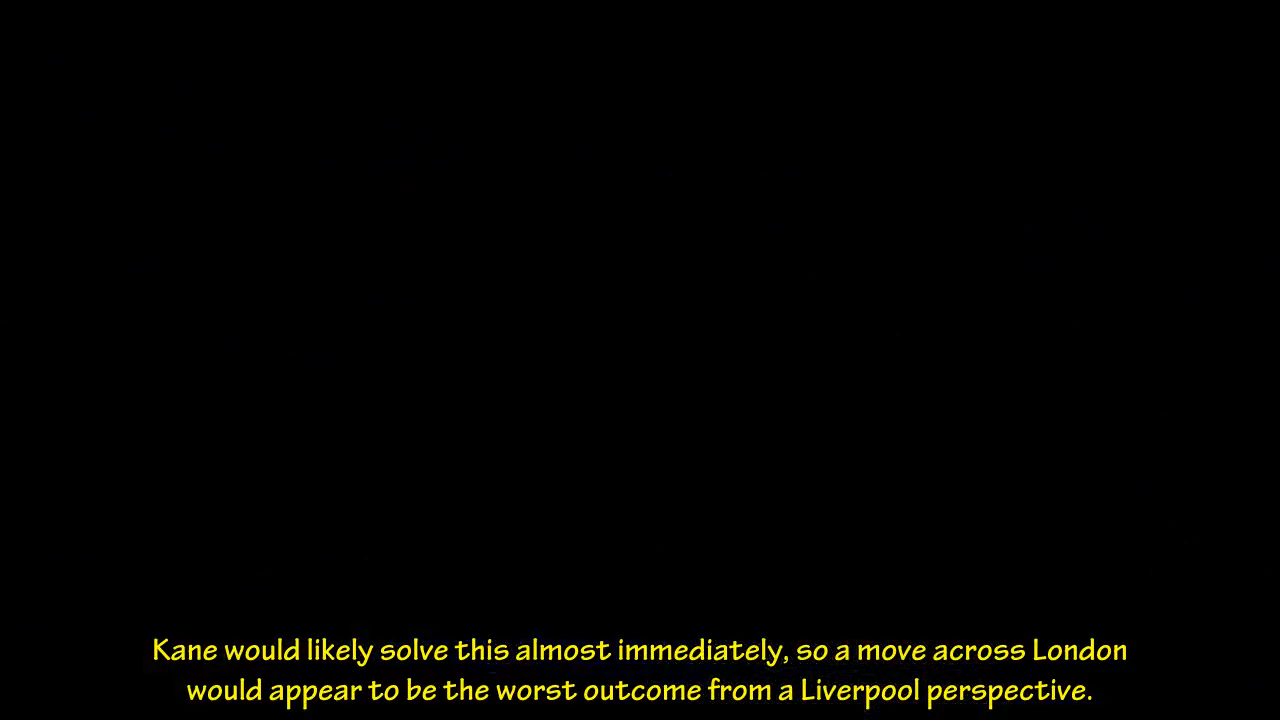 Kane would likely solve this almost immediately, so a move across London
would appear to be the worst outcome from a Liverpool perspective.